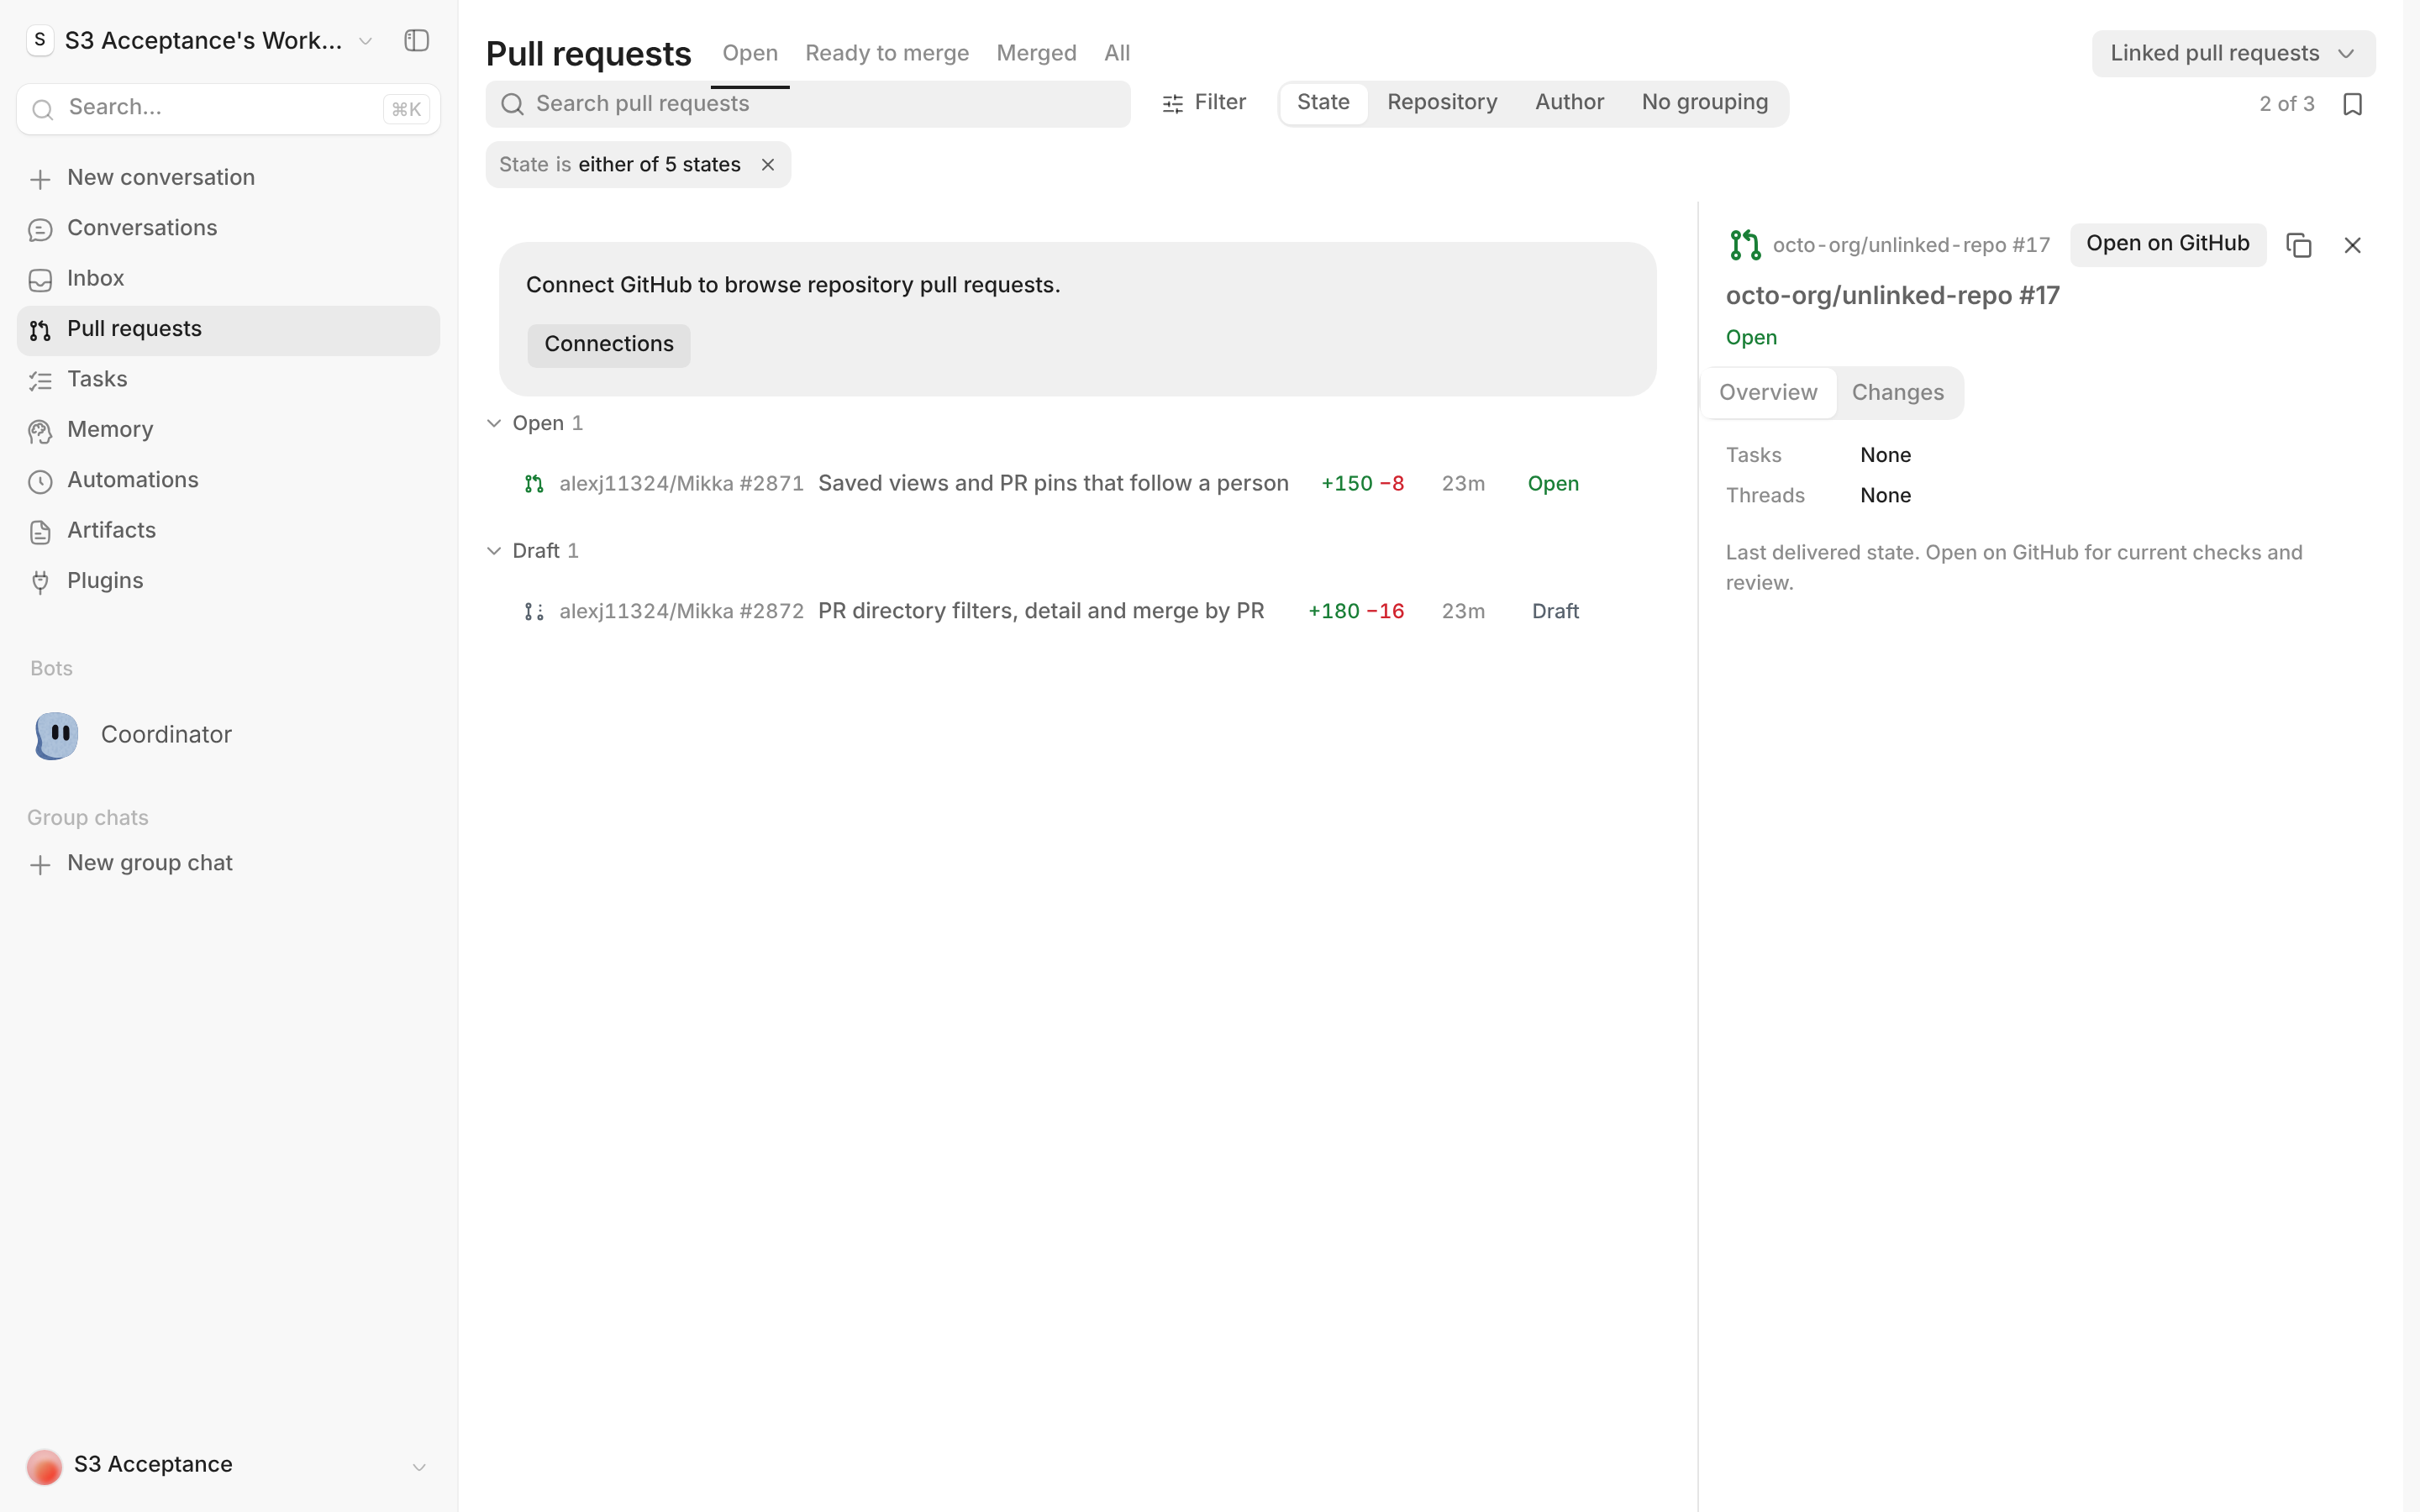 S S3 Acceptance's Work...
Search... ⌘K
New conversation
Conversations
Inbox
Pull requests
Tasks
Memory
Automations
Artifacts
Plugins
Bots
Coordinator
Group chats
New group chat
S3 Acceptance
Pull requests Open Ready to merge Merged All Linked pull requests
Search pull requests Filter State Repository Author No grouping 2 of 3
State is either of 5 states
Connect GitHub to browse repository pull requests.
Connections
Open 1
alexj11324/Mikka #2871 Saved views and PR pins that follow a person +150 −8 23m Open
Draft 1
alexj11324/Mikka #2872 PR directory filters, detail and merge by PR +180 −16 23m Draft
octo-org/unlinked-repo #17 Open on GitHub
octo-org/unlinked-repo #17
Open
Overview Changes
Tasks None
Threads None
Last delivered state. Open on GitHub for current checks and
review.